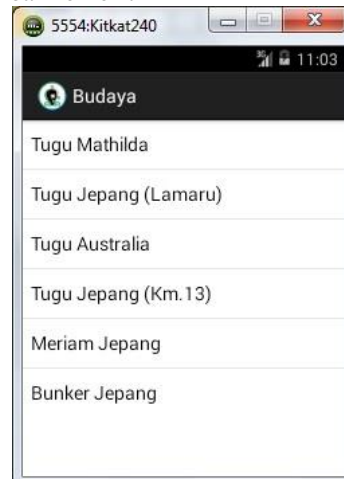 5554:Kitkat240
3G 11:03
Budaya
Tugu Mathilda
Tugu Jepang (Lamaru)
Tugu Australia
Tugu Jepang (Km.13)
Meriam Jepang
Bunker Jepang